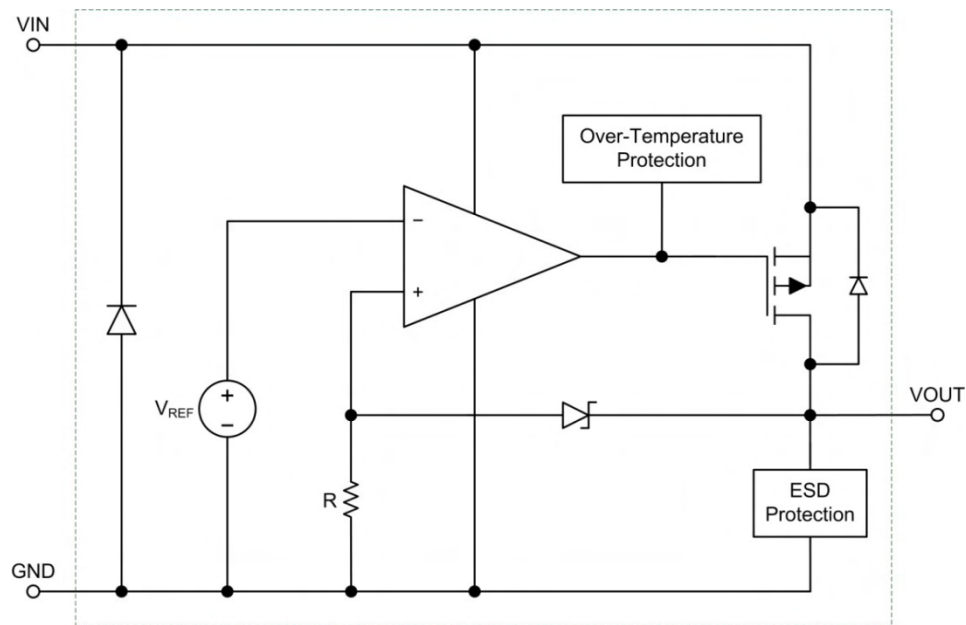 VIN
Over-Temperature
Protection
−
+
+
VREF
−
VOUT
R
ESD
Protection
GND